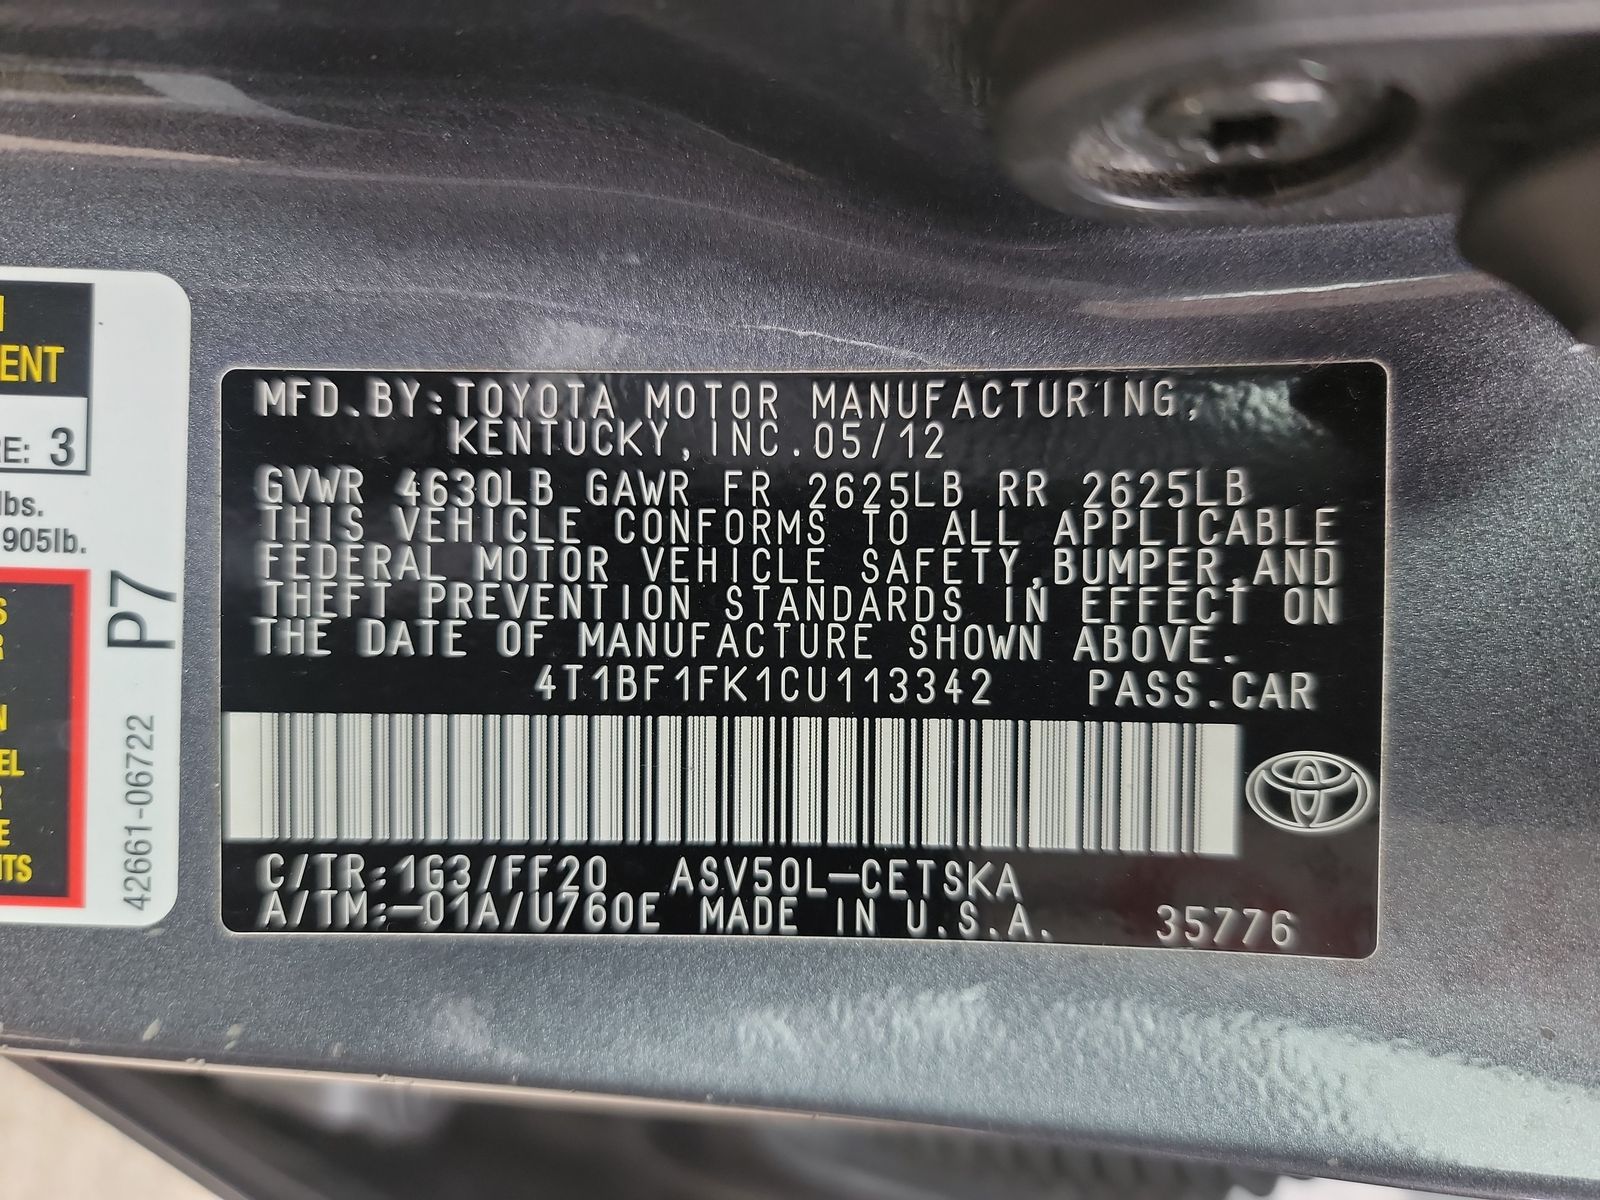 ENT
RE: 3
lbs.
905lb.
P7
42661-06722
MFD.BY:TOYOTA MOTOR MANUFACTURING,
KENTUCKY,INC.05/12
GVWR 4630LB GAWR FR 2625LB RR 2625LB
THIS VEHICLE CONFORMS TO ALL APPLICABLE
FEDERAL MOTOR VEHICLE SAFETY,BUMPER,AND
THEFT PREVENTION STANDARDS IN EFFECT ON
THE DATE OF MANUFACTURE SHOWN ABOVE.
4T1BF1FK1CU113342 PASS.CAR
C/TR:1G3/FF20 ASV50L-CETSKA
A/TM:-01A/U760E MADE IN U.S.A. 35776